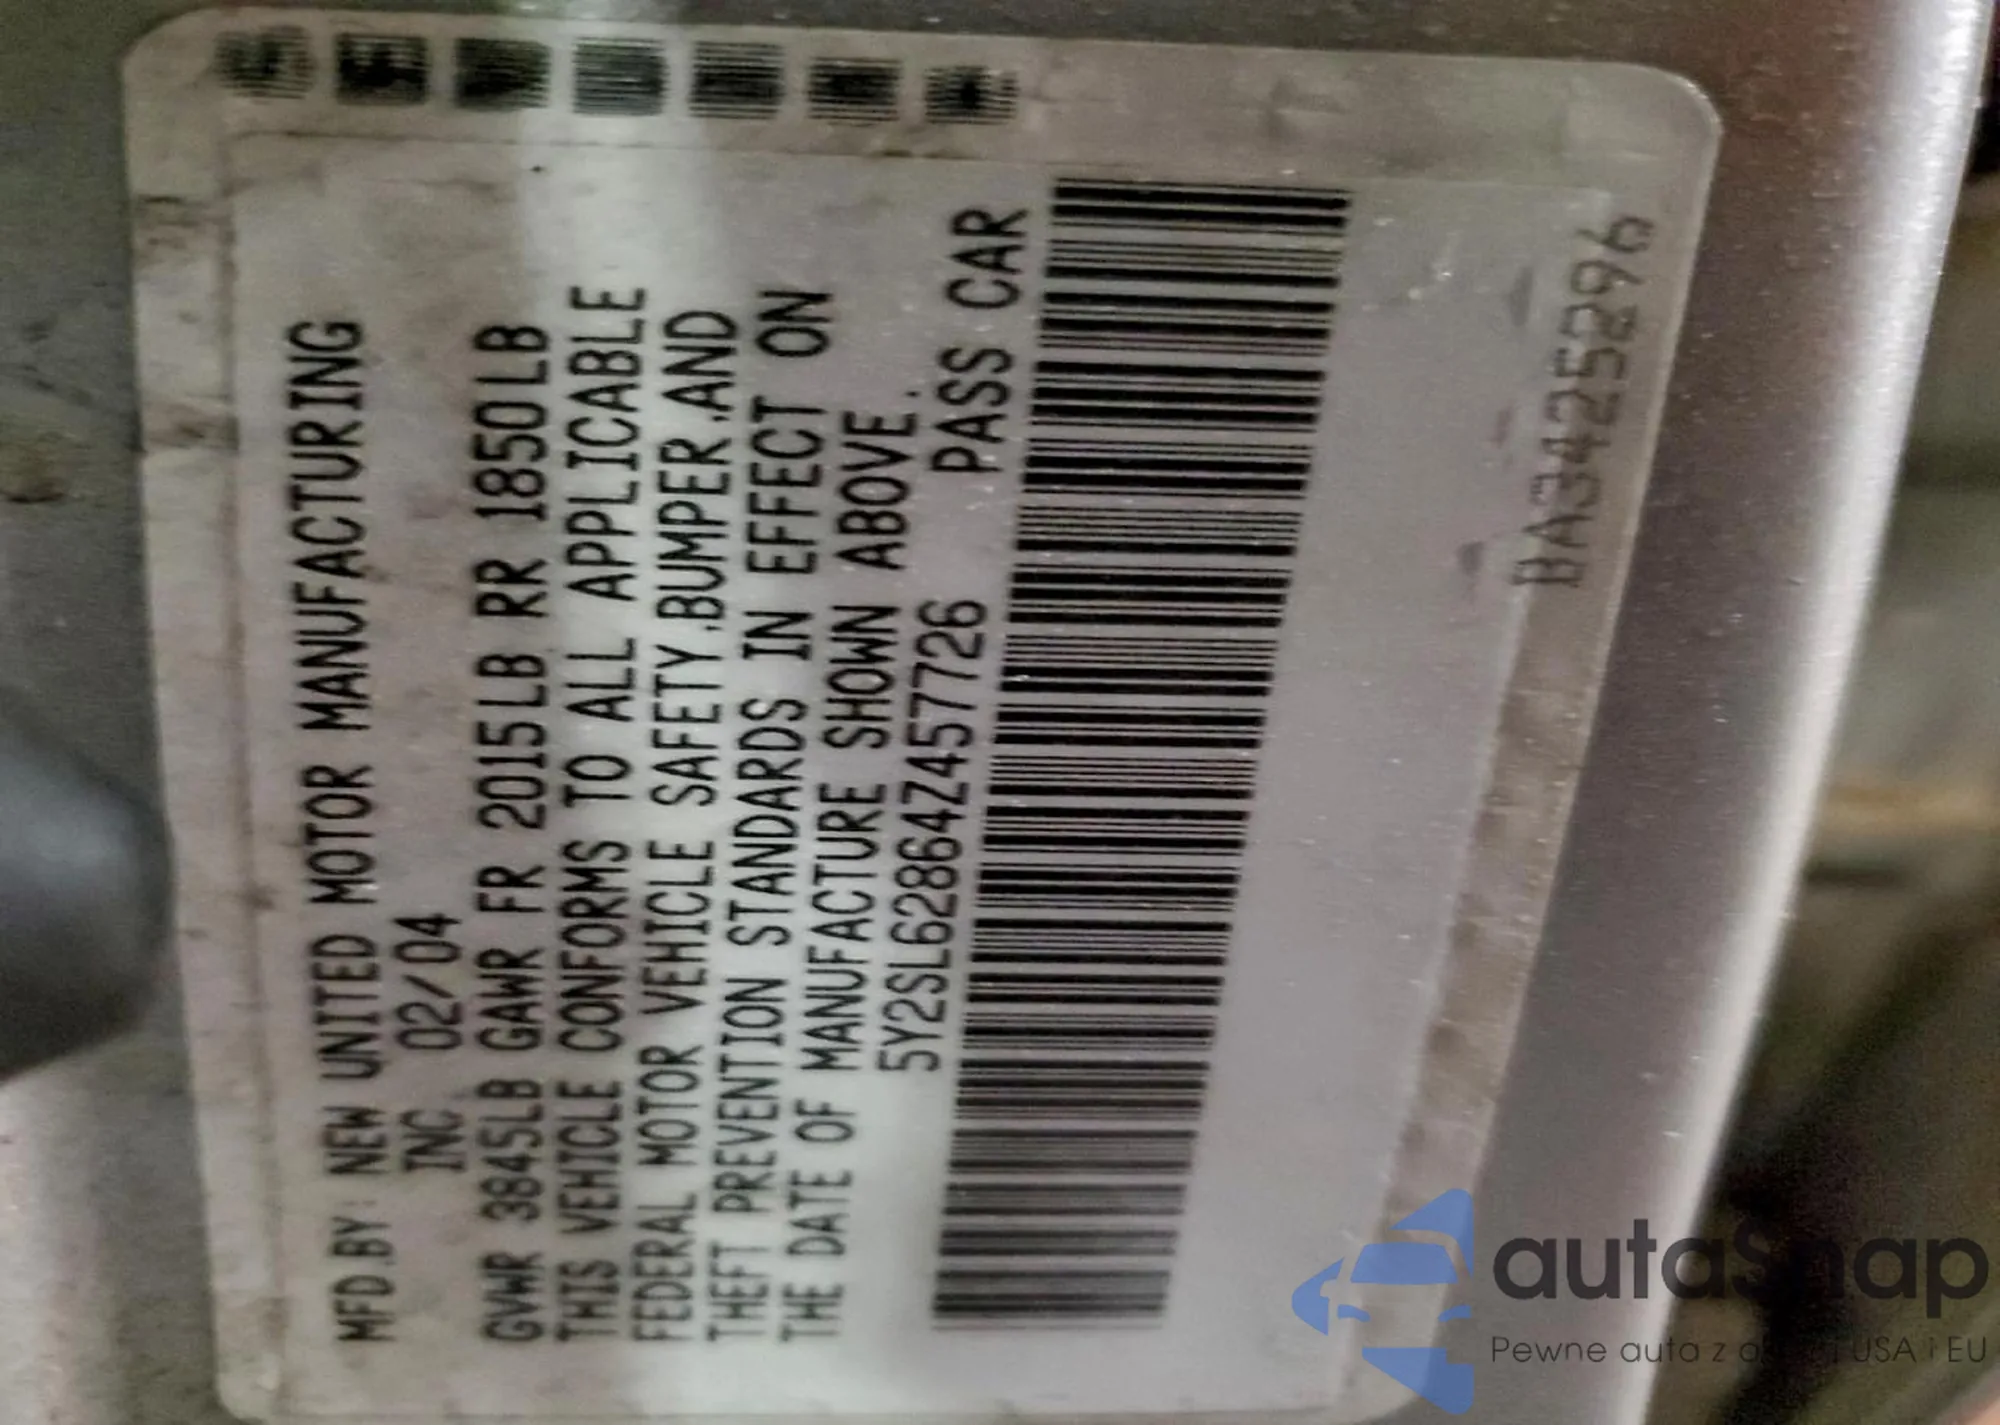 MFD.BY: NEW UNITED MOTOR MANUFACTURING
INC 02/04
GVWR 3845LB GAWR FR 2015LB RR 1850LB
THIS VEHICLE CONFORMS TO ALL APPLICABLE
FEDERAL MOTOR VEHICLE SAFETY,BUMPER,AND
THEFT PREVENTION STANDARDS IN EFFECT ON
THE DATE OF MANUFACTURE SHOWN ABOVE.
5Y2SL62864Z457726 PASS CAR
BA3425296
autasnap
Pewne auta z USA i EU